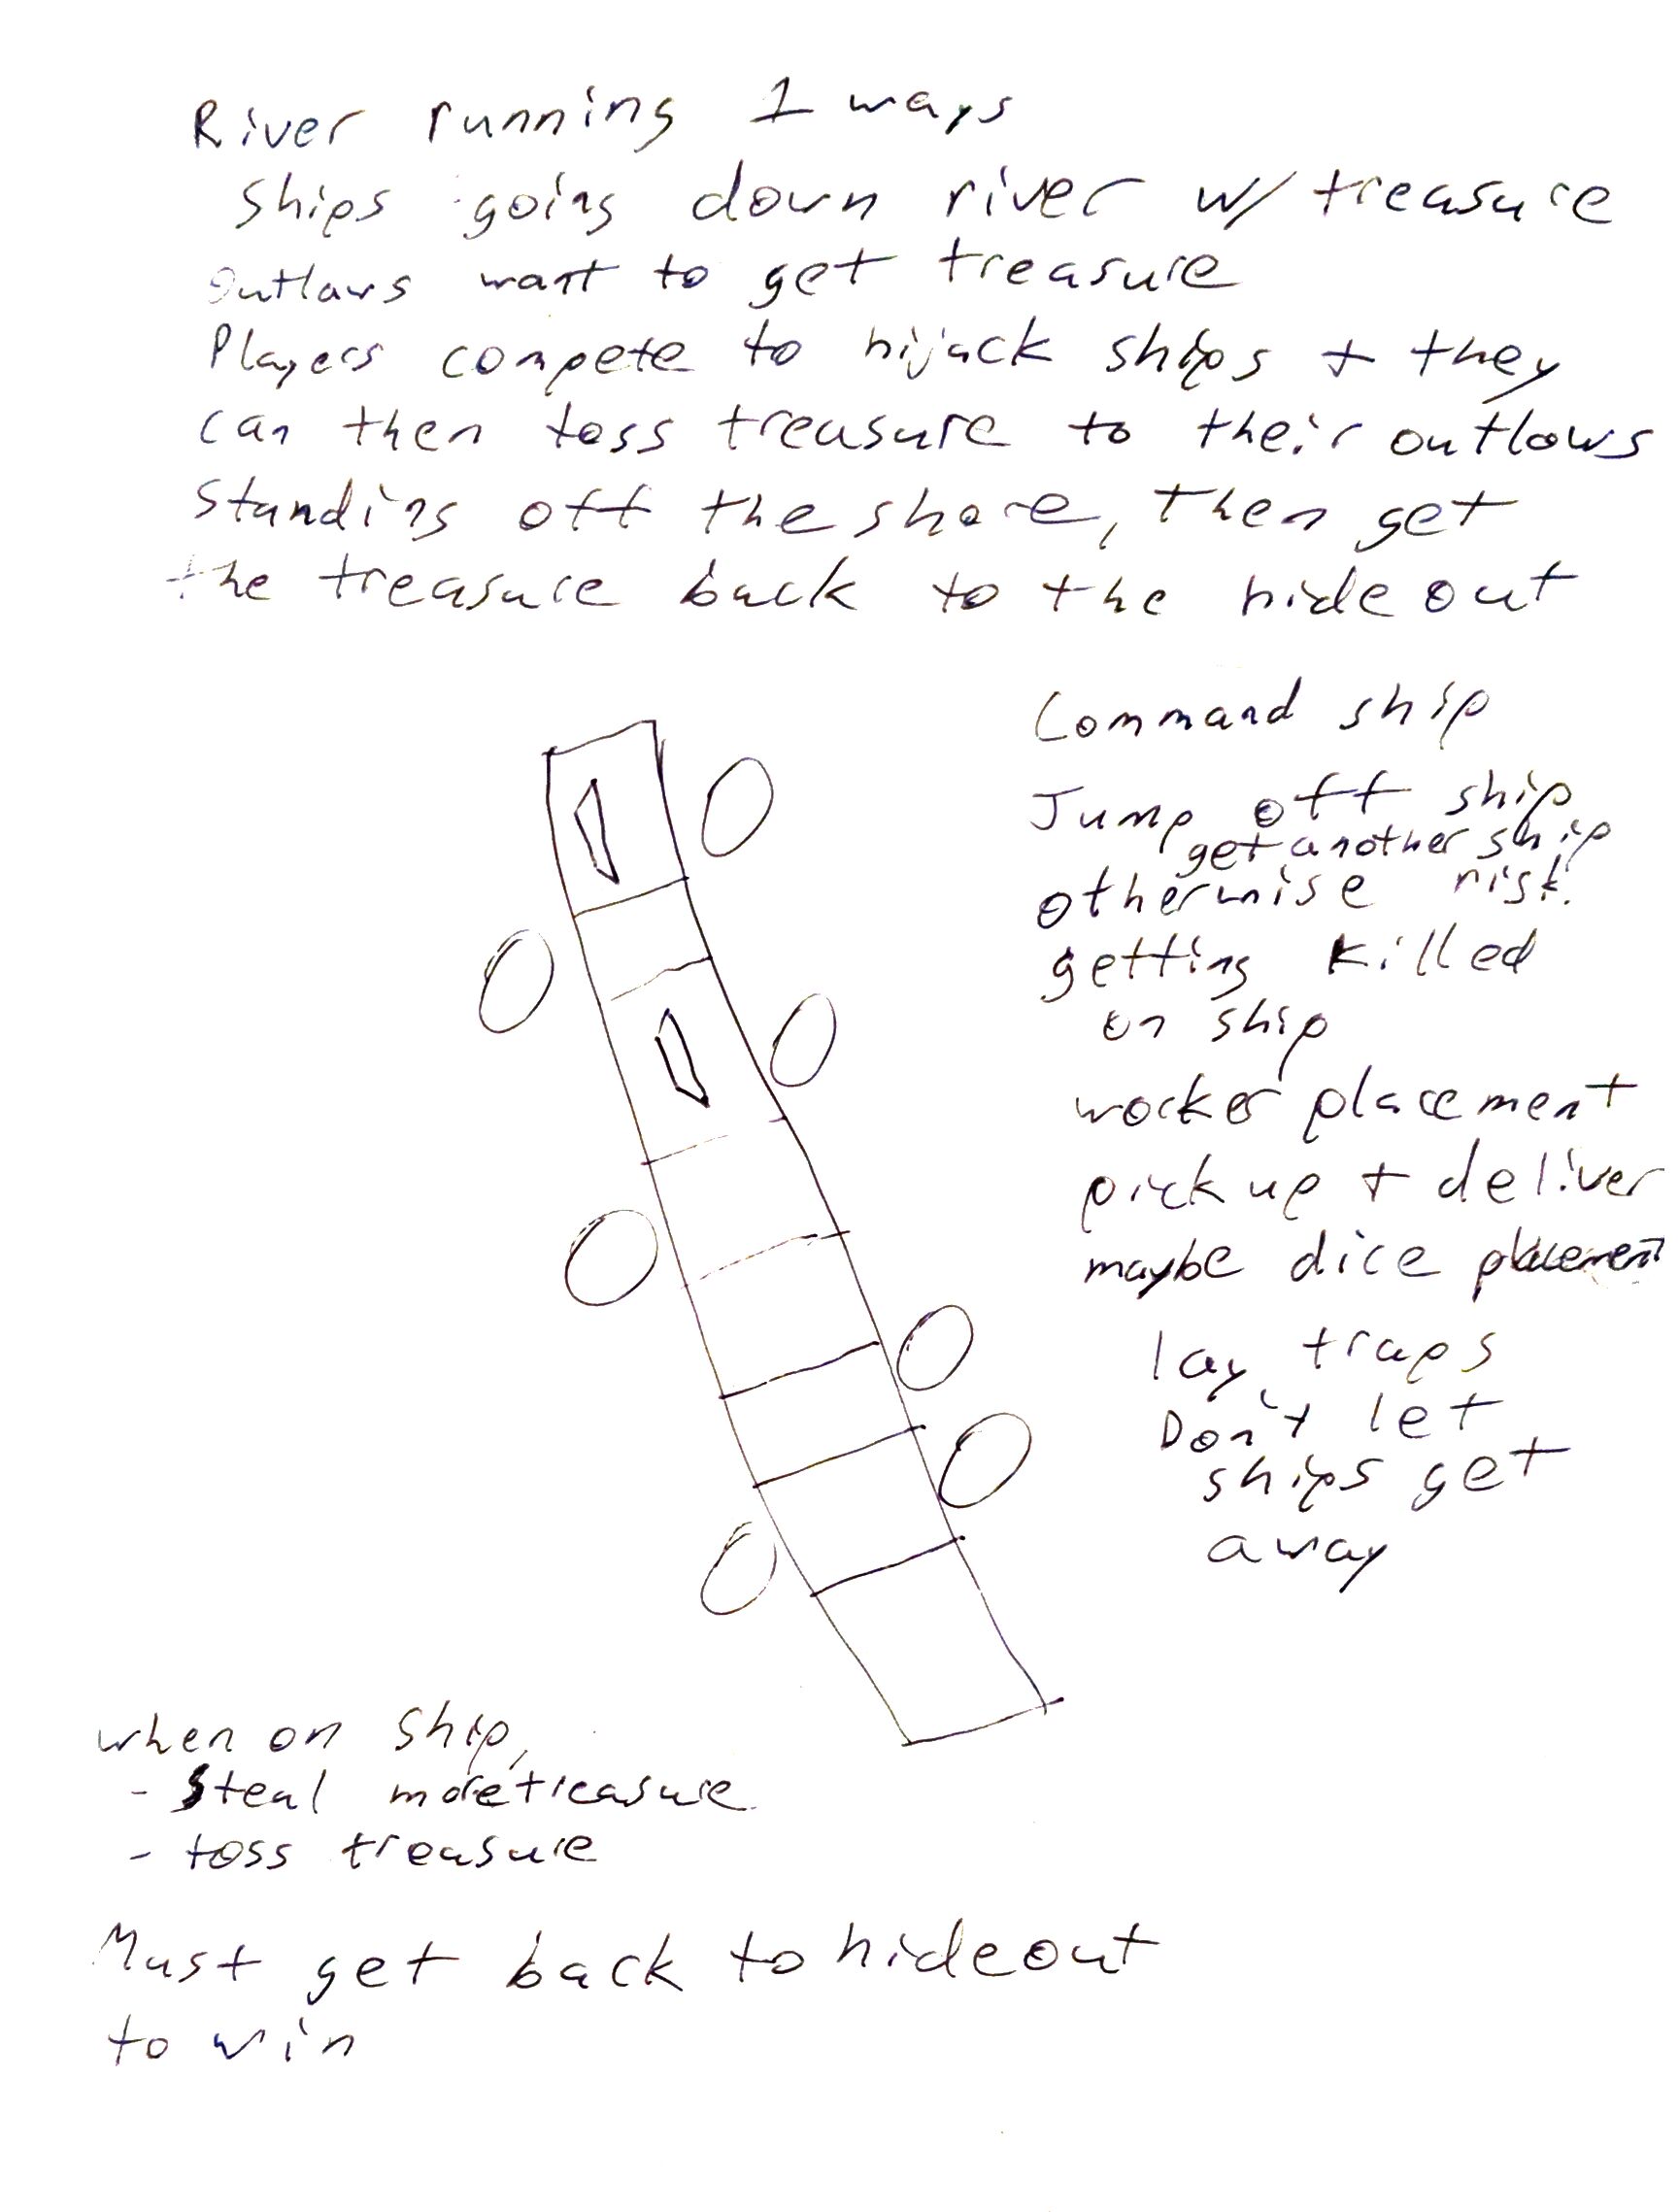 River running 1 ways
ships going down river w/ treasure
outlaws want to get treasure
Players compete to hijack ships + they
can then toss treasure to their outlows
standing off the shore, then get
the treasure back to the hideout
Command ship
Jump off ship
get another ship
otherwise risk
getting killed
on ship
worker placement
pick up + deliver
maybe dice placement
lay traps
Don't let
ships get
away
when on ship,
- steal more treasure
- toss treasure
Must get back to hideout
to win